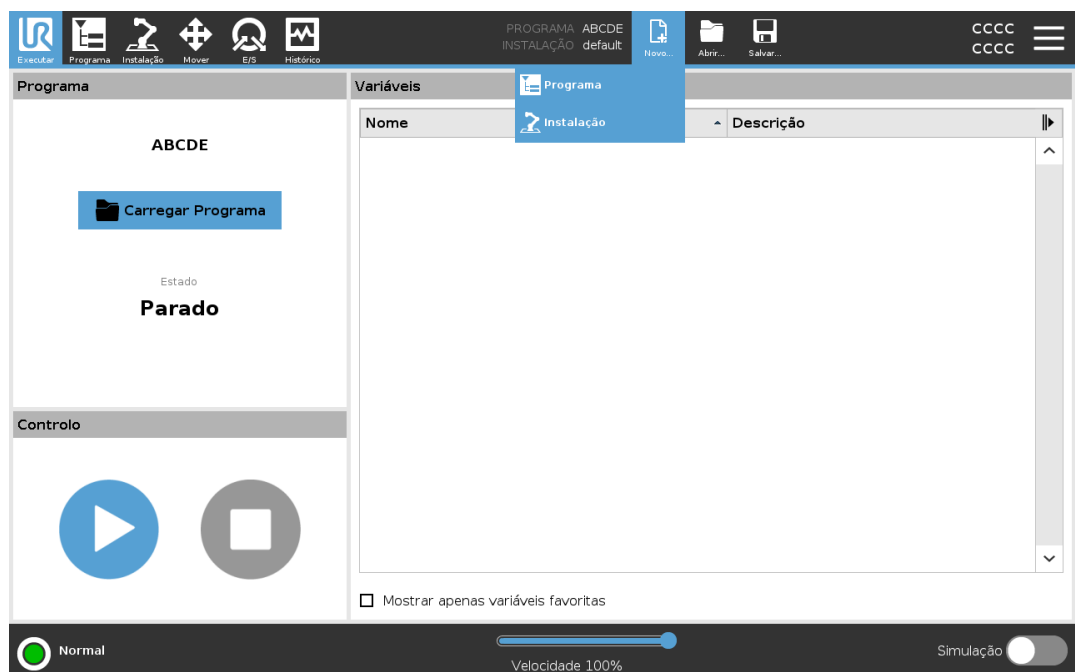 PROGRAMA ABCDE
INSTALAÇÃO default
CCCC
CCCC
Executar Programa Instalação Mover E/S Histórico Novo... Abrir... Salvar...
Programa
Instalação
Programa
ABCDE
Carregar Programa
Estado
Parado
Controlo
Variáveis
Nome Descrição
Mostrar apenas variáveis favoritas
Normal
Velocidade 100%
Simulação